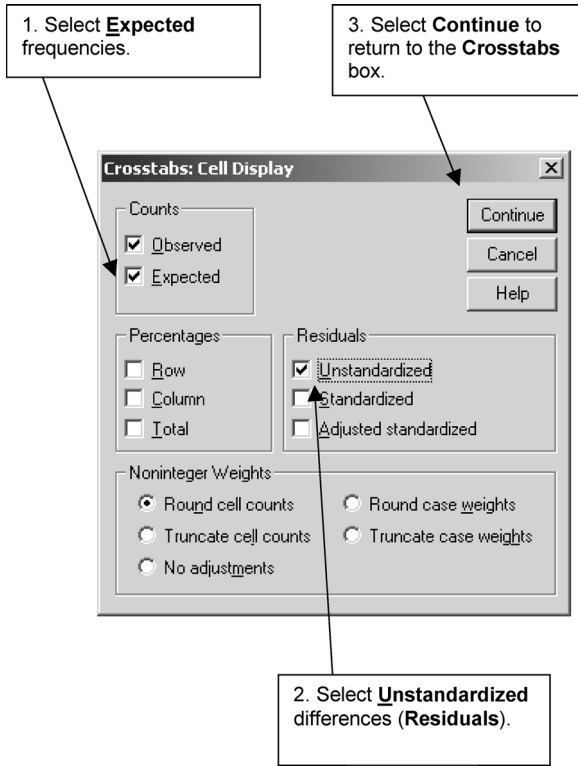 1. Select Expected
frequencies.
3. Select Continue to
return to the Crosstabs
box.
Crosstabs: Cell Display
Counts
Observed
Expected
Continue
Cancel
Help
Percentages
Row
Column
Total
Residuals
Unstandardized
Standardized
Adjusted standardized
Noninteger Weights
Round cell counts
Round case weights
Truncate cell counts
Truncate case weights
No adjustments
2. Select Unstandardized
differences (Residuals).